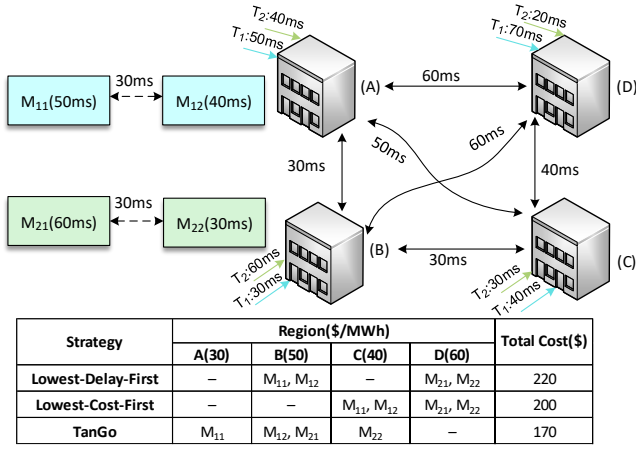 T₂:40ms
T₁:50ms
T₂:20ms
T₁:70ms
30ms
M₁₁(50ms)
M₁₂(40ms)
(A)
60ms
(D)
60ms
50ms
30ms
40ms
30ms
M₂₁(60ms)
M₂₂(30ms)
(B)
30ms
(C)
T₂:60ms
T₁:30ms
T₂:30ms
T₁:40ms
Strategy Region($/MWh) Total Cost($)
A(30) B(50) C(40) D(60)
Lowest-Delay-First – M₁₁, M₁₂ – M₂₁, M₂₂ 220
Lowest-Cost-First – – M₁₁, M₁₂ M₂₁, M₂₂ 200
TanGo M₁₁ M₁₂, M₂₁ M₂₂ – 170